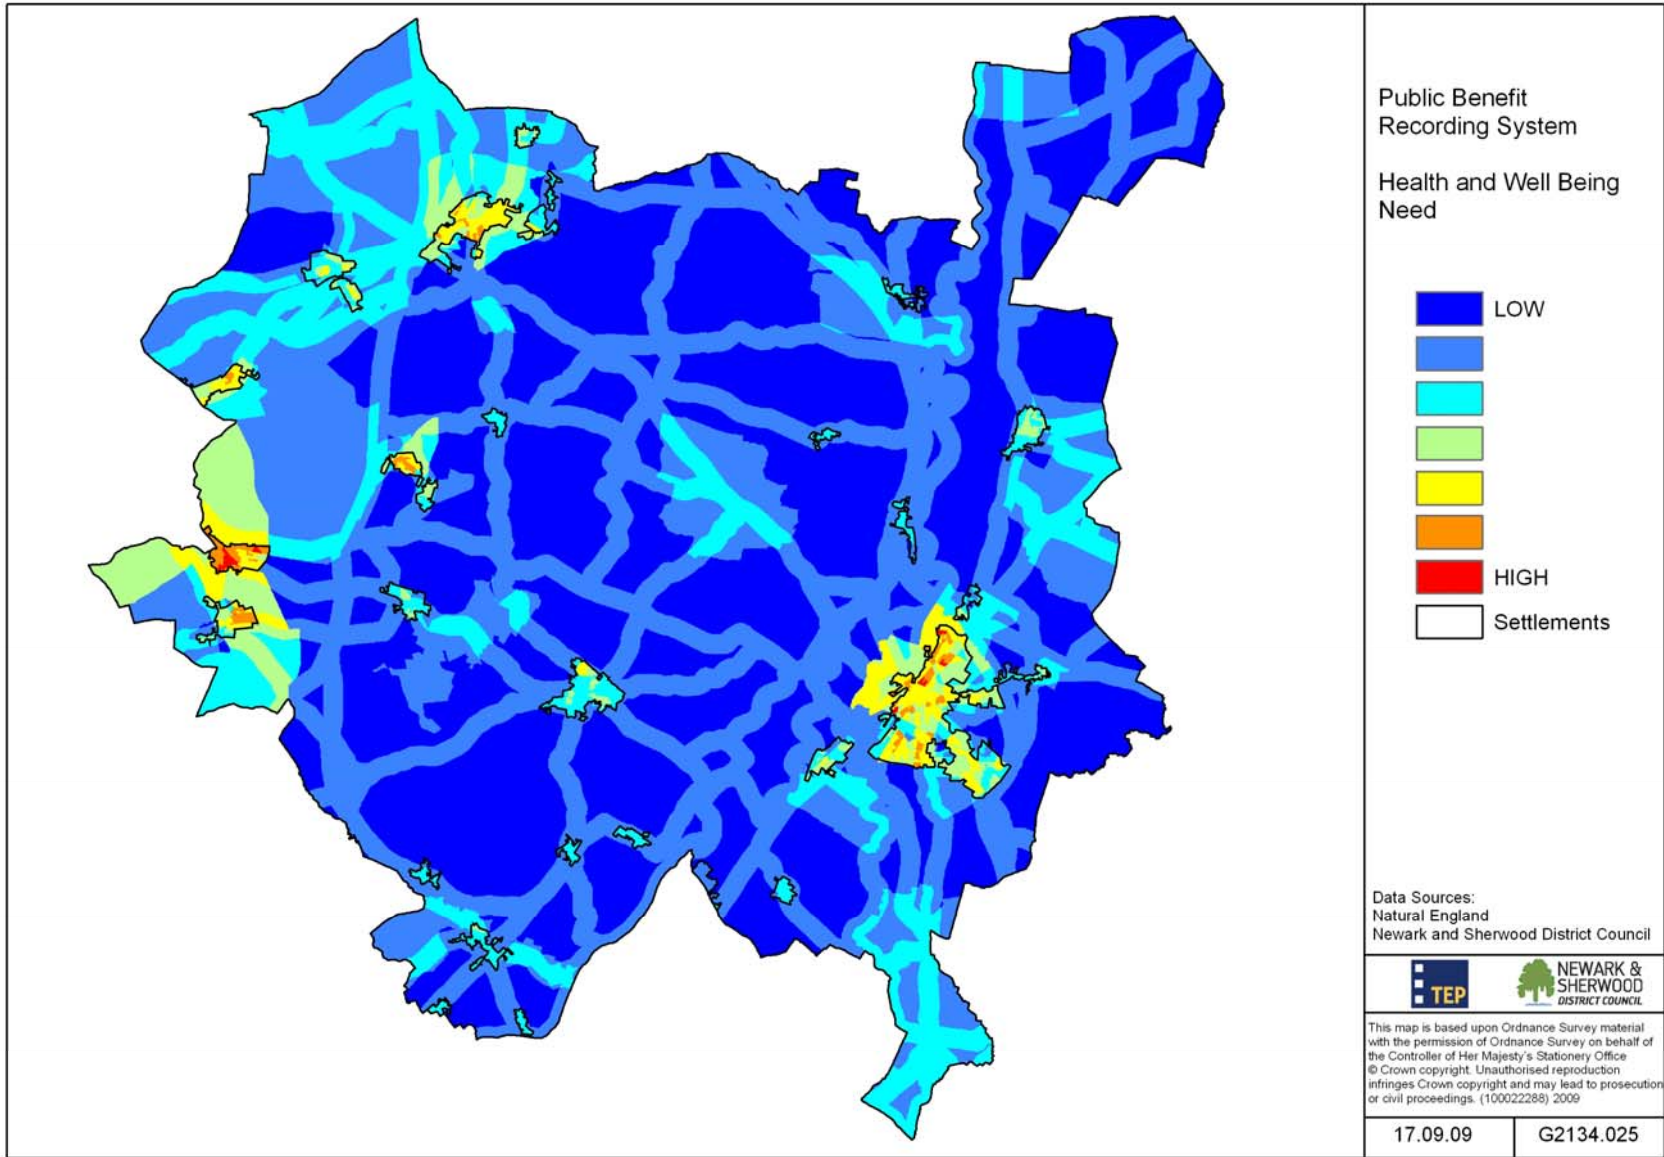 Public Benefit
Recording System
Health and Well Being
Need
LOW
HIGH
Settlements
Data Sources:
Natural England
Newark and Sherwood District Council
TEP
NEWARK &
SHERWOOD
DISTRICT COUNCIL
This map is based upon Ordnance Survey material
with the permission of Ordnance Survey on behalf of
the Controller of Her Majesty's Stationery Office
© Crown copyright. Unauthorised reproduction
infringes Crown copyright and may lead to prosecution
or civil proceedings. (100022288) 2009
17.09.09
G2134.025